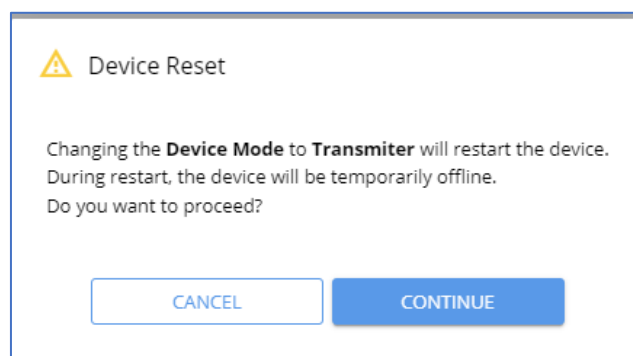 Device Reset
Changing the Device Mode to Transmiter will restart the device.
During restart, the device will be temporarily offline.
Do you want to proceed?
CANCEL
CONTINUE